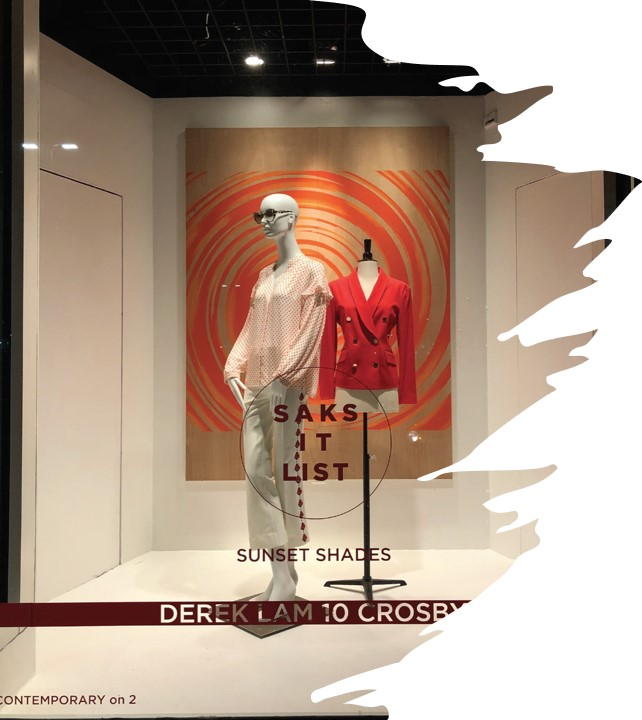 SAKS
IT
LIST
SUNSET SHADES
DEREK LAM 10 CROSBY
CONTEMPORARY on 2